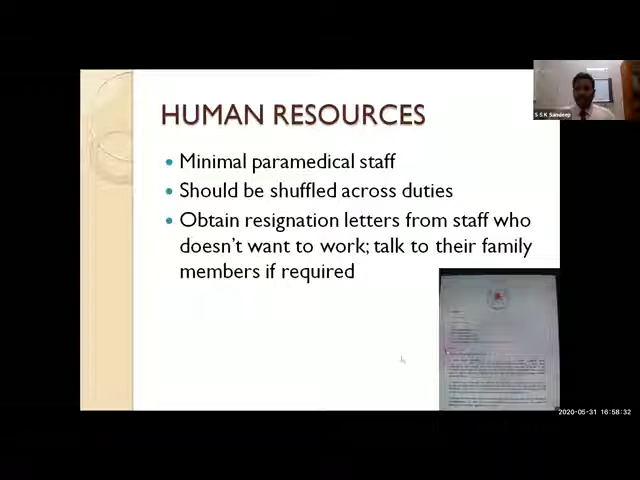 HUMAN RESOURCES
Minimal paramedical staff
Should be shuffled across duties
Obtain resignation letters from staff who
doesn't want to work; talk to their family
members if required
S S K Sandeep
2020-05-31 16:58:32